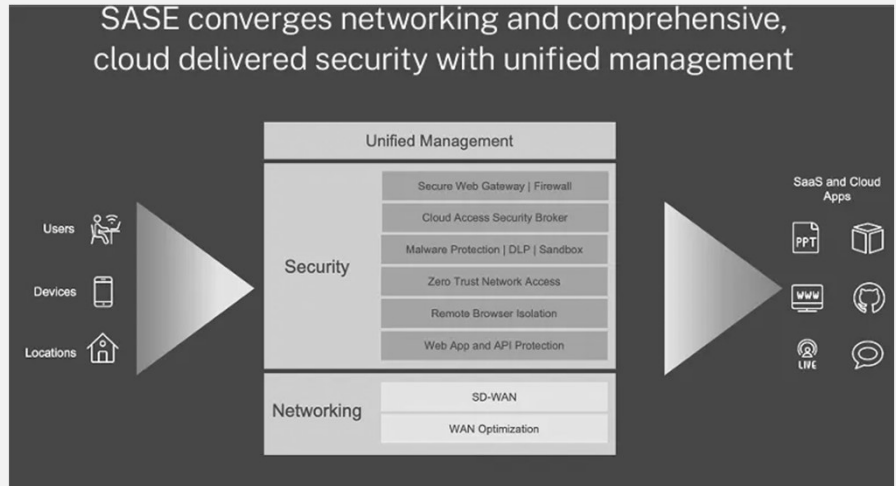 SASE converges networking and comprehensive,
cloud delivered security with unified management
Unified Management
Users
Devices
Locations
Security
Secure Web Gateway | Firewall
Cloud Access Security Broker
Malware Protection | DLP | Sandbox
Zero Trust Network Access
Remote Browser Isolation
Web App and API Protection
Networking
SD-WAN
WAN Optimization
SaaS and Cloud
Apps
PPT
WWW
LIVE